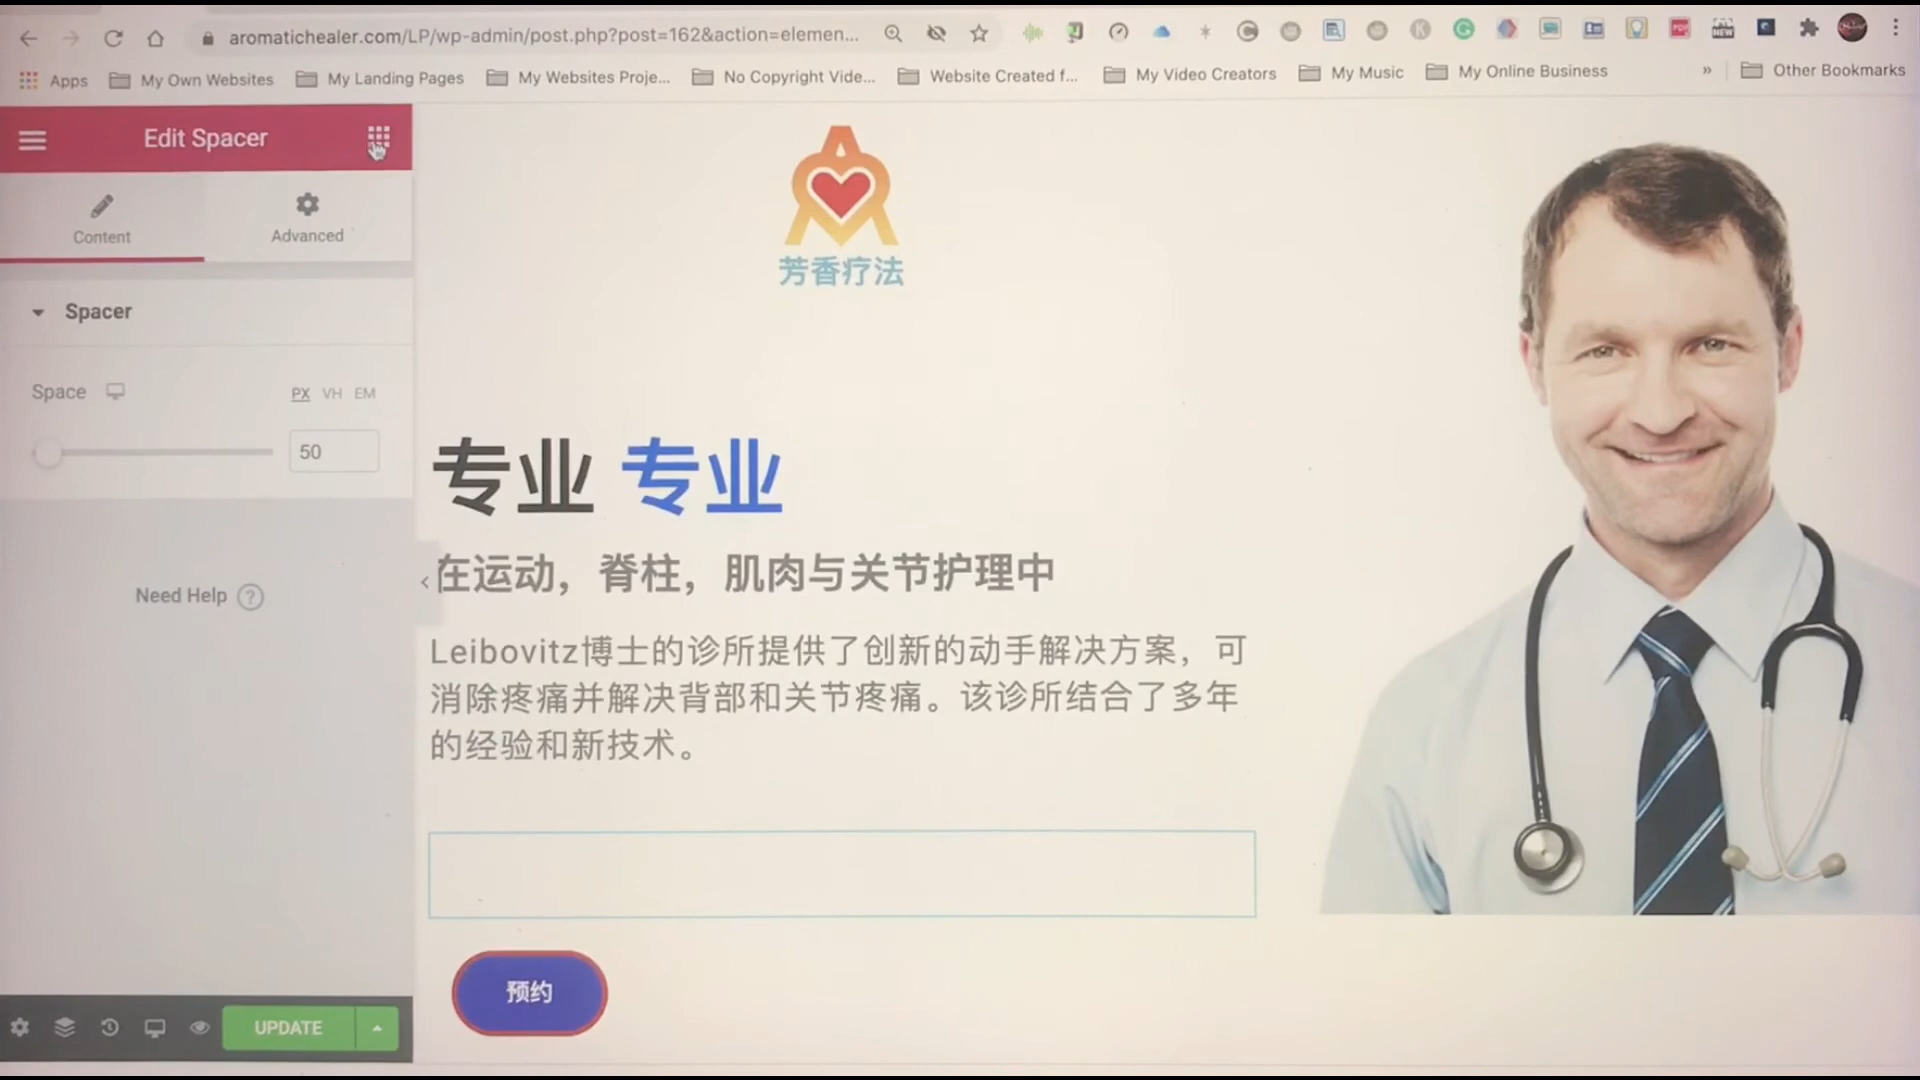 aromatichealer.com/LP/wp-admin/post.php?post=162&action=elemen...
Apps
My Own Websites
My Landing Pages
My Websites Proje...
No Copyright Vide...
Website Created f...
My Video Creators
My Music
My Online Business
»
Other Bookmarks
Edit Spacer
Content
Advanced
Spacer
Space
PX VH EM
50
Need Help ?
UPDATE
芳香疗法
专业 专业
在运动，脊柱，肌肉与关节护理中
Leibovitz博士的诊所提供了创新的动手解决方案，可
消除疼痛并解决背部和关节疼痛。该诊所结合了多年
的经验和新技术。
预约